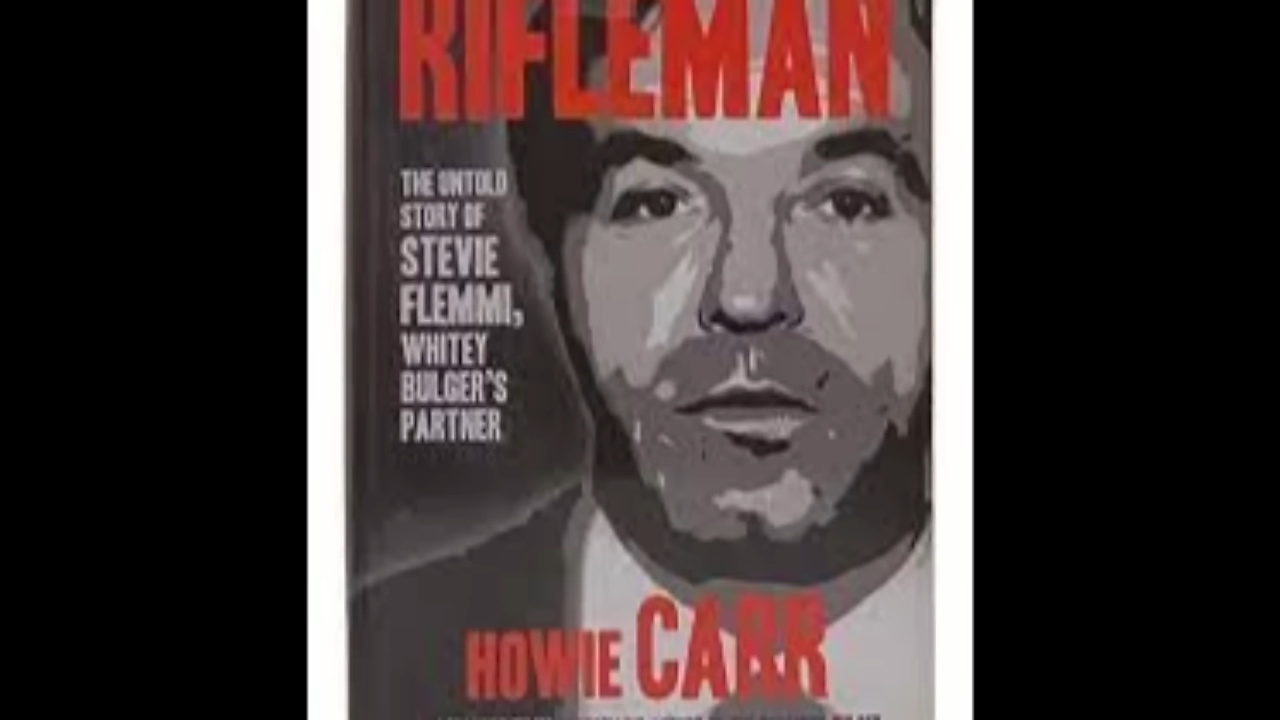 RIFLEMAN
THE UNTOLD
STORY OF
STEVIE
FLEMMI,
WHITEY
BULGER'S
PARTNER
HOWIE CARR